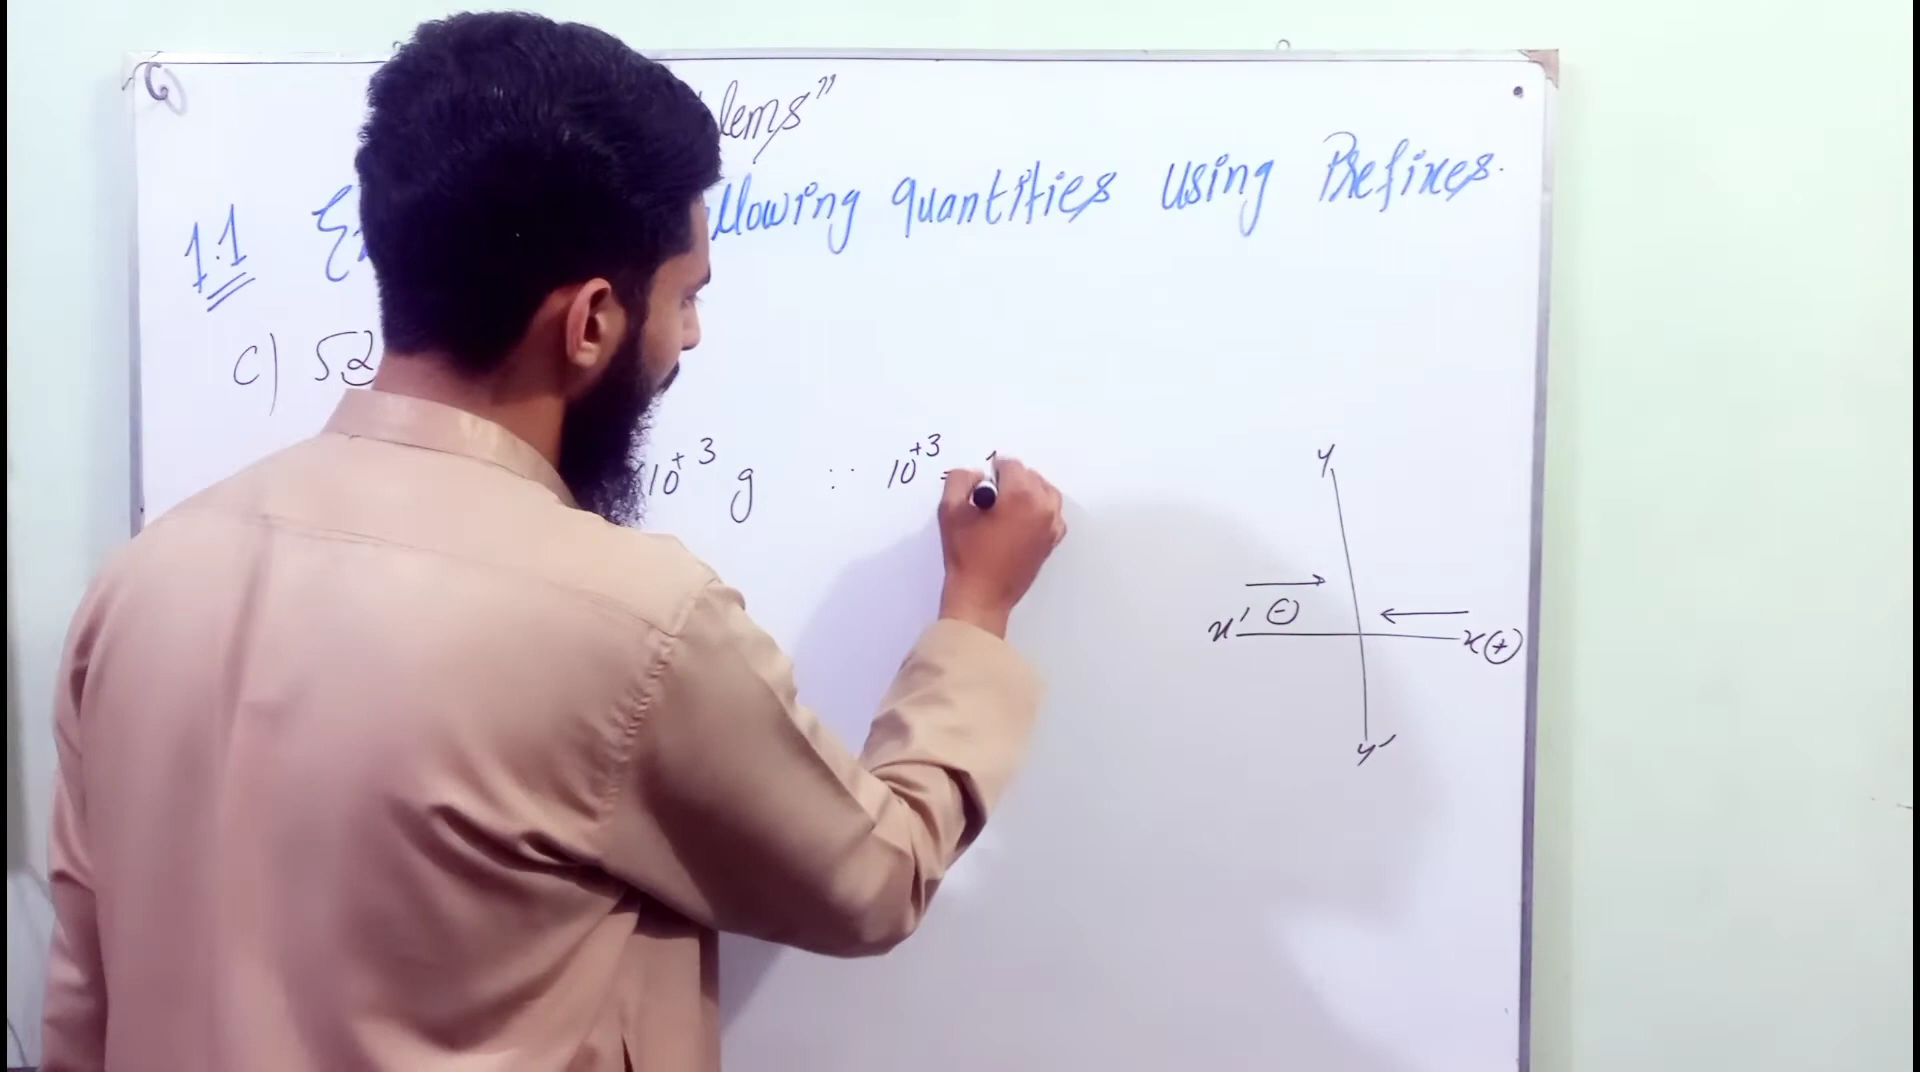 lems"
1.1 llowing quantities using Prefixes.
C) 52
10⁺³ g ∵ 10⁺³ =
y
x' ⊖ x ⊕
y'